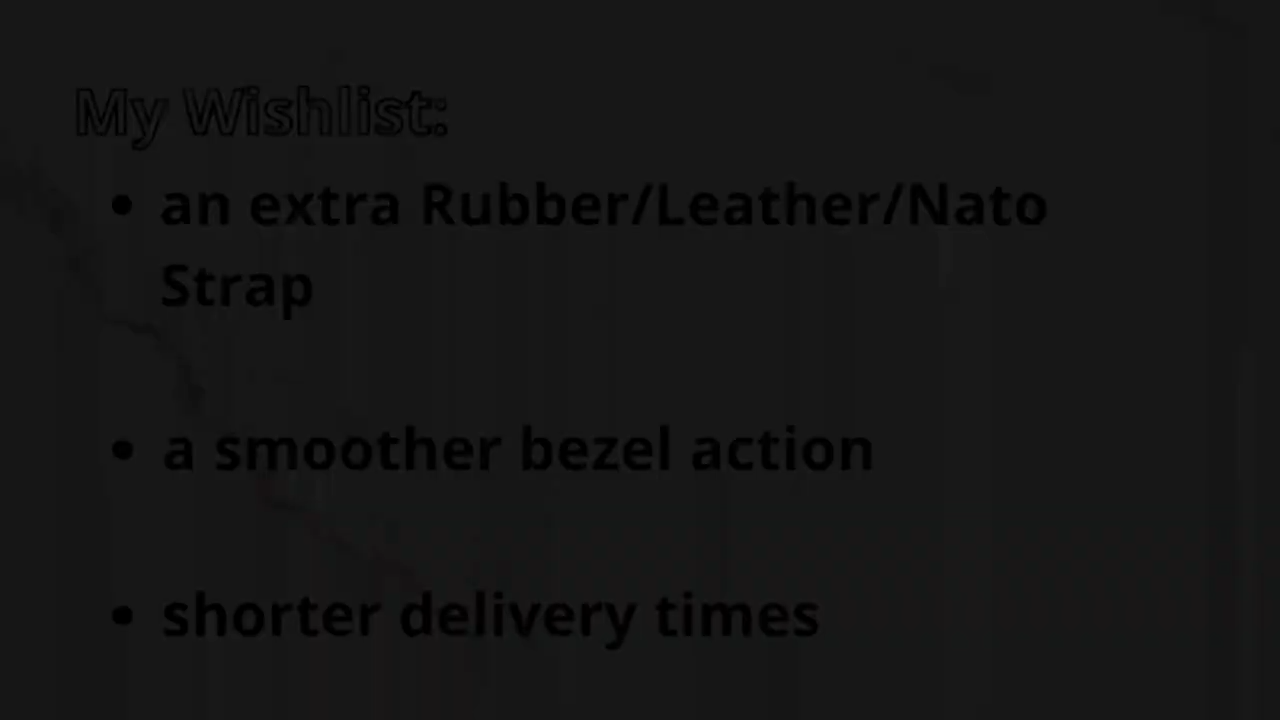 My Wishlist:
• an extra Rubber/Leather/Nato
Strap
• a smoother bezel action
• shorter delivery times